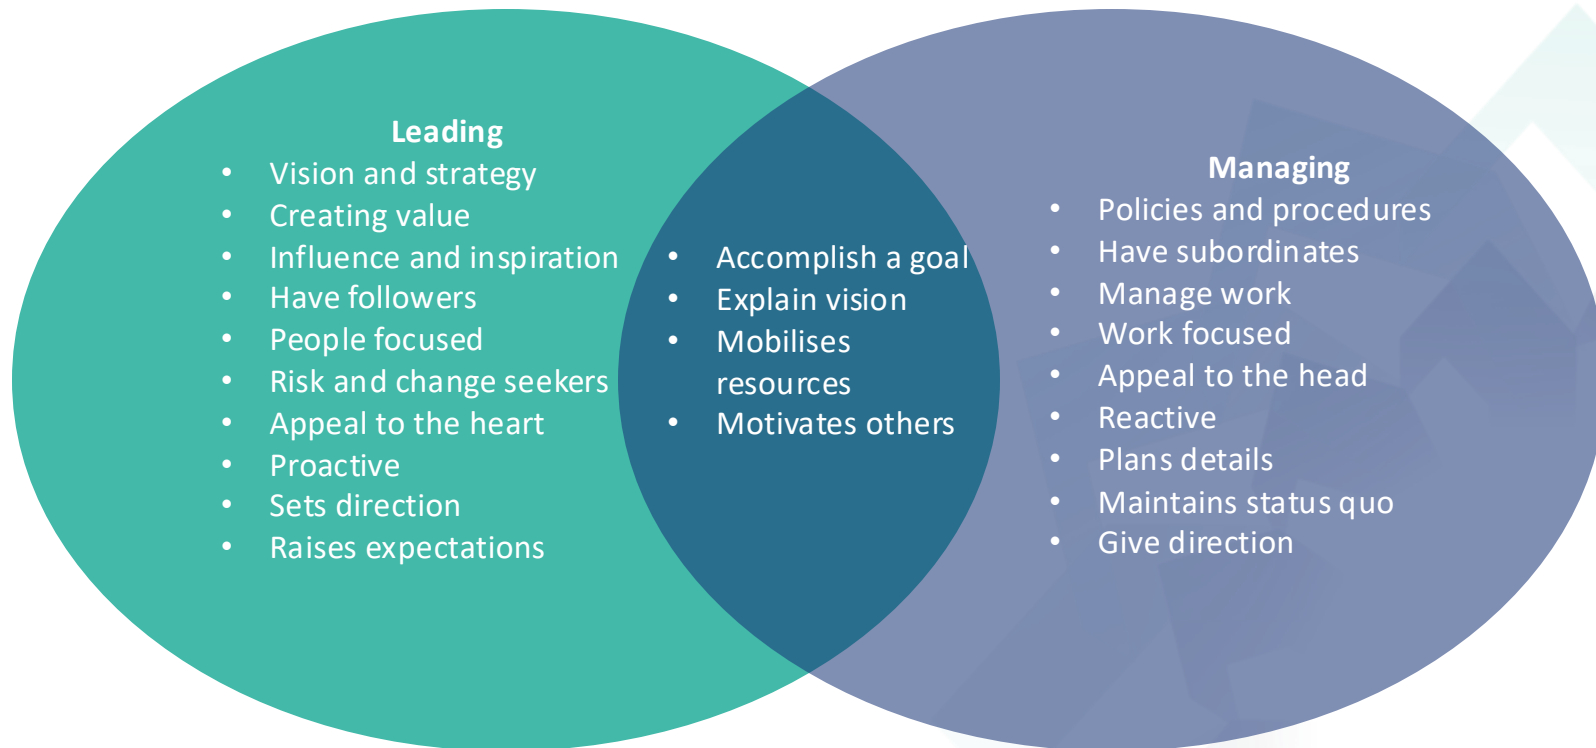 Leading
• Vision and strategy
• Creating value
• Influence and inspiration
• Have followers
• People focused
• Risk and change seekers
• Appeal to the heart
• Proactive
• Sets direction
• Raises expectations
• Accomplish a goal
• Explain vision
• Mobilises
resources
• Motivates others
Managing
• Policies and procedures
• Have subordinates
• Manage work
• Work focused
• Appeal to the head
• Reactive
• Plans details
• Maintains status quo
• Give direction